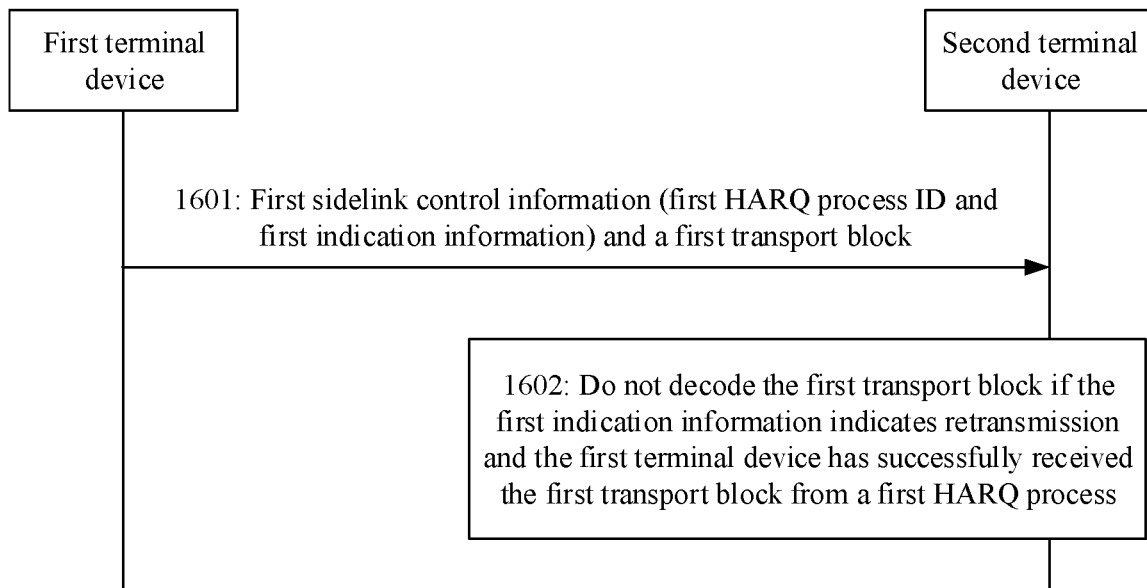 First terminal
device
Second terminal
device
1601: First sidelink control information (first HARQ process ID and
first indication information) and a first transport block
1602: Do not decode the first transport block if the
first indication information indicates retransmission
and the first terminal device has successfully received
the first transport block from a first HARQ process